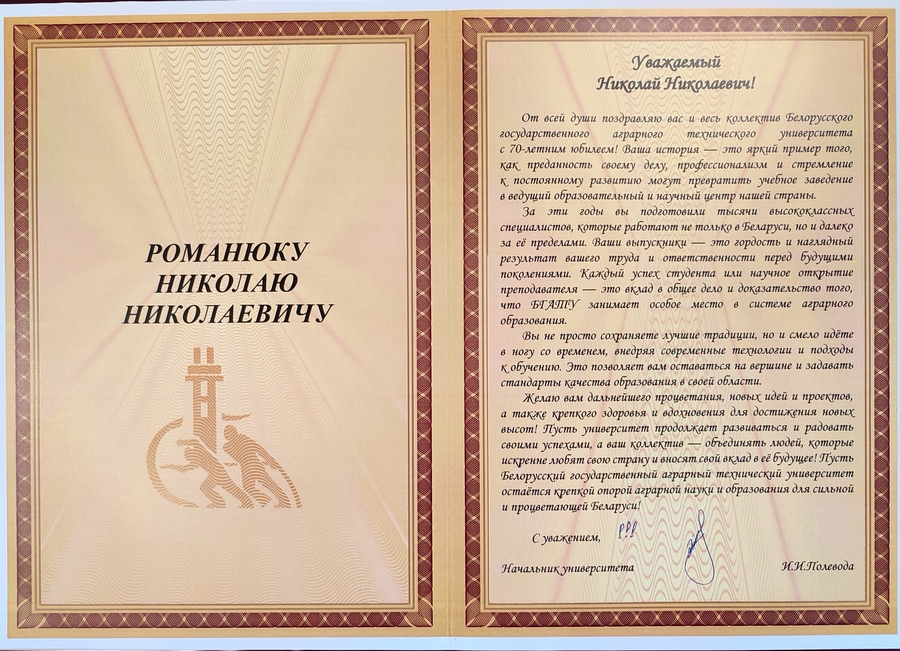 РОМАНЮКУ
НИКОЛАЮ
НИКОЛАЕВИЧУ
Уважаемый
Николай Николаевич!
От всей души поздравляю вас и весь коллектив Белорусского
государственного аграрного технического университета
с 70-летним юбилеем! Ваша история — это яркий пример того,
как преданность своему делу, профессионализм и стремление
к постоянному развитию могут превратить учебное заведение
в ведущий образовательный и научный центр нашей страны.
За эти годы вы подготовили тысячи высококлассных
специалистов, которые работают не только в Беларуси, но и далеко
за её пределами. Ваши выпускники — это гордость и наглядный
результат вашего труда и ответственности перед будущими
поколениями. Каждый успех студента или научное открытие
преподавателя — это вклад в общее дело и доказательство того,
что БГАТУ занимает особое место в системе аграрного
образования.
Вы не просто сохраняете лучшие традиции, но и смело идёте
в ногу со временем, внедряя современные технологии и подходы
к обучению. Это позволяет вам оставаться на вершине и задавать
стандарты качества образования в своей области.
Желаю вам дальнейшего процветания, новых идей и проектов,
а также крепкого здоровья и вдохновения для достижения новых
высот! Пусть университет продолжает развиваться и радовать
своими успехами, а ваш коллектив — объединять людей, которые
искренне любят свою страну и вносят свой вклад в её будущее! Пусть
Белорусский государственный аграрный технический университет
остаётся крепкой опорой аграрной науки и образования для сильной
и процветающей Беларуси!
С уважением,
Начальник университета И.И.Полевода